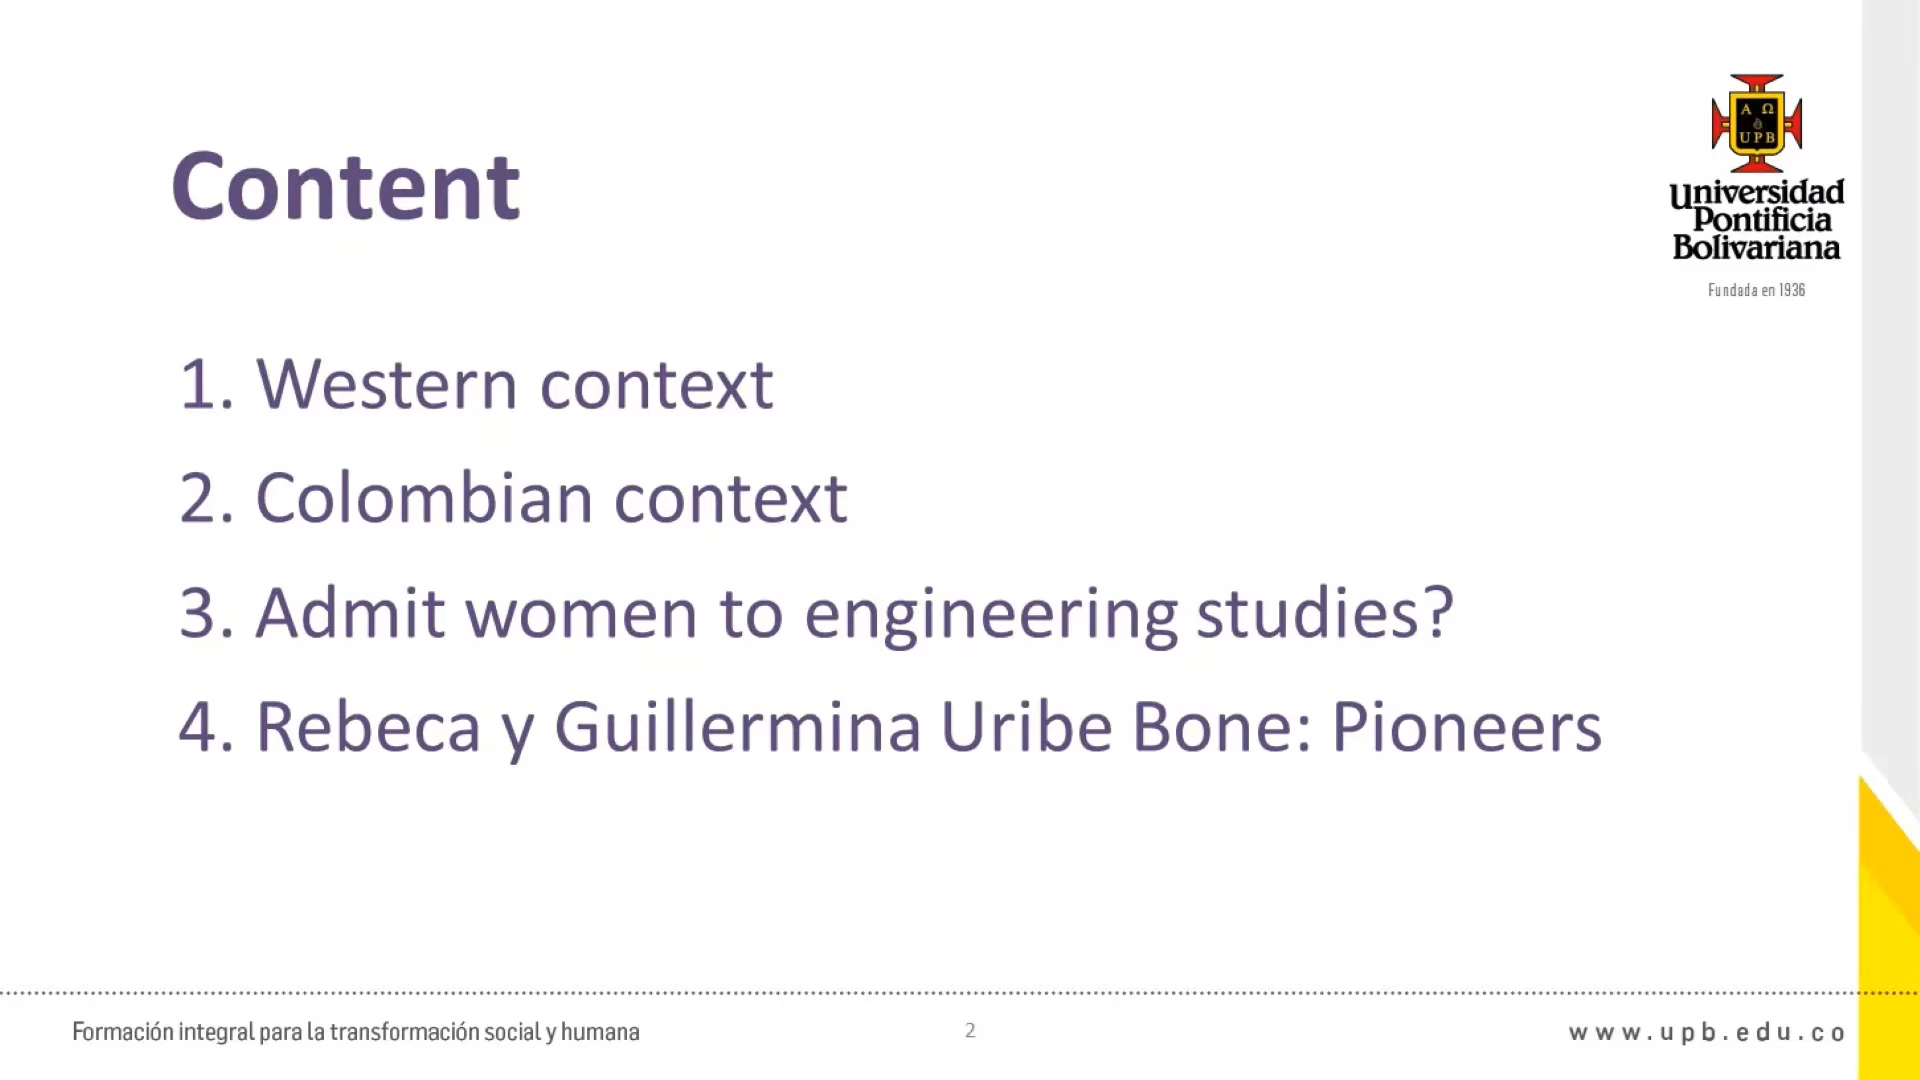 Content
Α Ω
UPB
Universidad
Pontificia
Bolivariana
Fundada en 1936
1. Western context
2. Colombian context
3. Admit women to engineering studies?
4. Rebeca y Guillermina Uribe Bone: Pioneers
Formación integral para la transformación social y humana
2
www.upb.edu.co